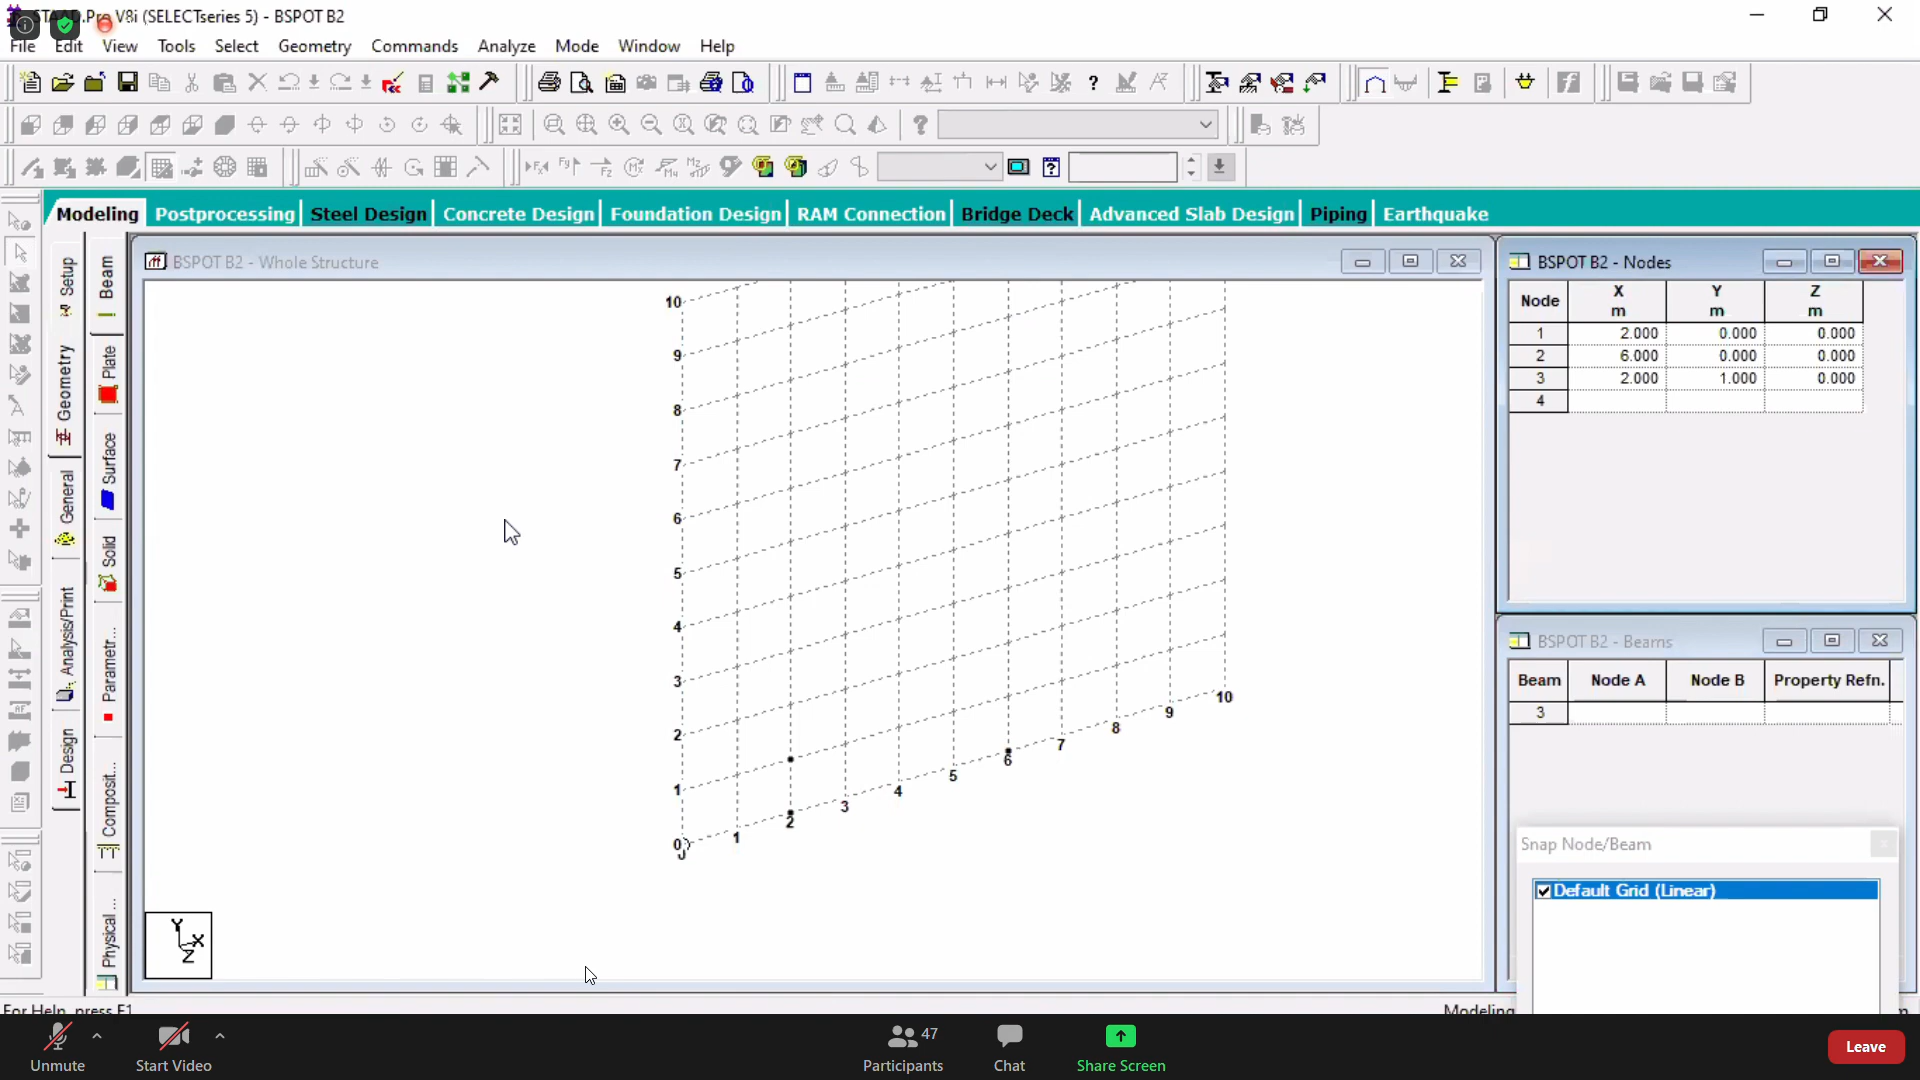 STAAD.Pro V8i (SELECTseries 5) - BSPOT B2
File Edit View Tools Select Geometry Commands Analyze Mode Window Help
Modeling Postprocessing Steel Design Concrete Design Foundation Design RAM Connection Bridge Deck Advanced Slab Design Piping Earthquake
Setup
Geometry
General
Analysis/Print
Design
Beam
Plate
Surface
Solid
Parametr...
Composit...
Physical ...
BSPOT B2 - Whole Structure
10
9
8
7
6
5
4
3
2
1
0
1 2 3 4 5 6 7 8 9 10
Y
X
Z
BSPOT B2 - Nodes
Node X m Y m Z m
1 2.000 0.000 0.000
2 6.000 0.000 0.000
3 2.000 1.000 0.000
4
BSPOT B2 - Beams
Beam Node A Node B Property Refn.
3
Snap Node/Beam
Default Grid (Linear)
For Help, press F1
Modeling
Unmute
Start Video
47
Participants
Chat
Share Screen
Leave